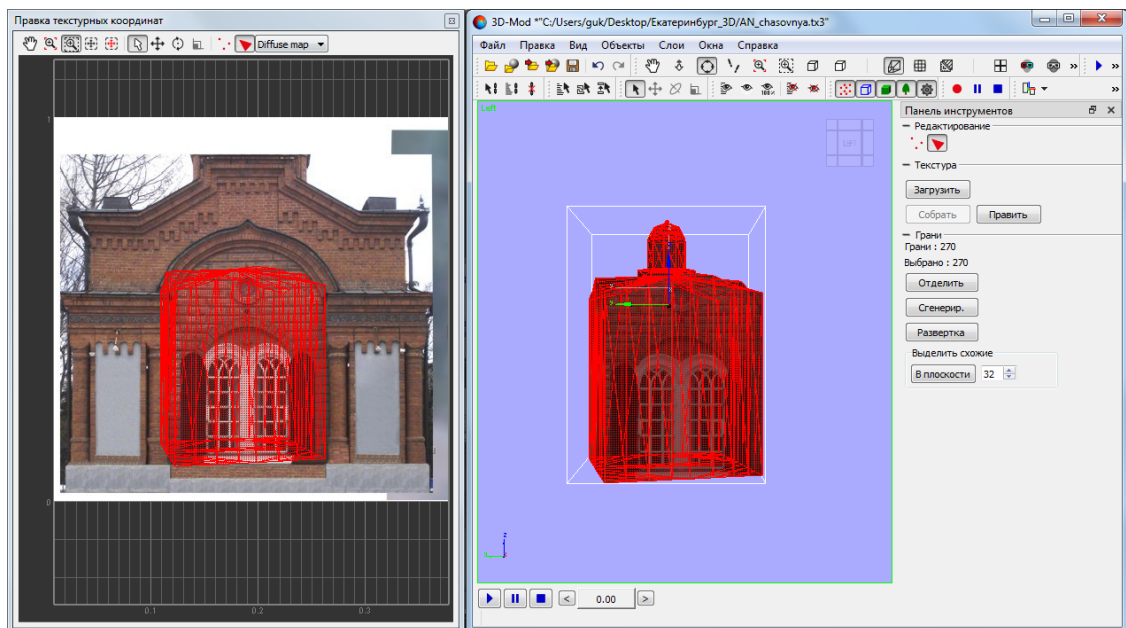 Правка текстурных координат
Diffuse map
1
0
0.1 0.2 0.3
3D-Mod *"C:/Users/guk/Desktop/Екатеринбург_3D/AN_chasovnya.tx3"
Файл Правка Вид Объекты Слои Окна Справка
Left
LEFT
z
0.00
Панель инструментов
Редактирование
Текстура
Загрузить
Собрать Править
Грани
Грани : 270
Выбрано : 270
Отделить
Сгенерир.
Развертка
Выделить схожие
В плоскости 32